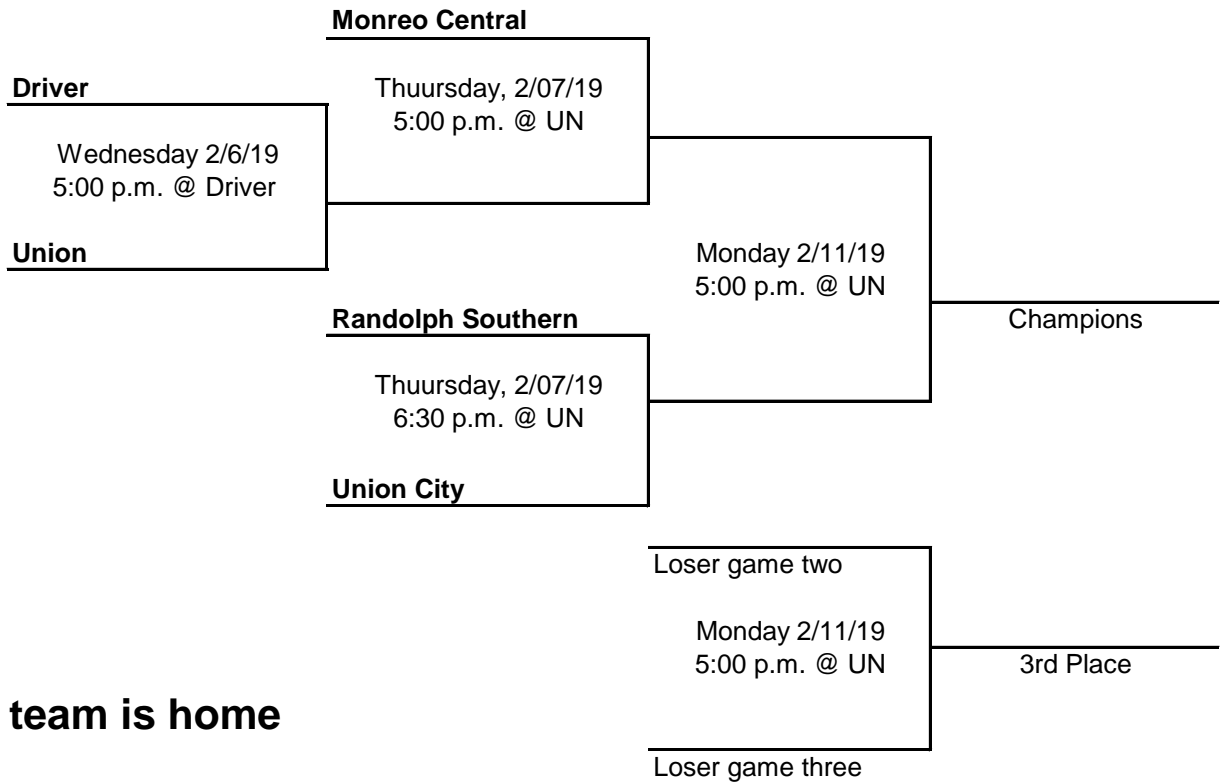 Monreo Central
Driver
Thuursday, 2/07/19
5:00 p.m. @ UN
Wednesday 2/6/19
5:00 p.m. @ Driver
Union
Monday 2/11/19
5:00 p.m. @ UN
Randolph Southern
Champions
Thuursday, 2/07/19
6:30 p.m. @ UN
Union City
Loser game two
Monday 2/11/19
5:00 p.m. @ UN
3rd Place
team is home
Loser game three